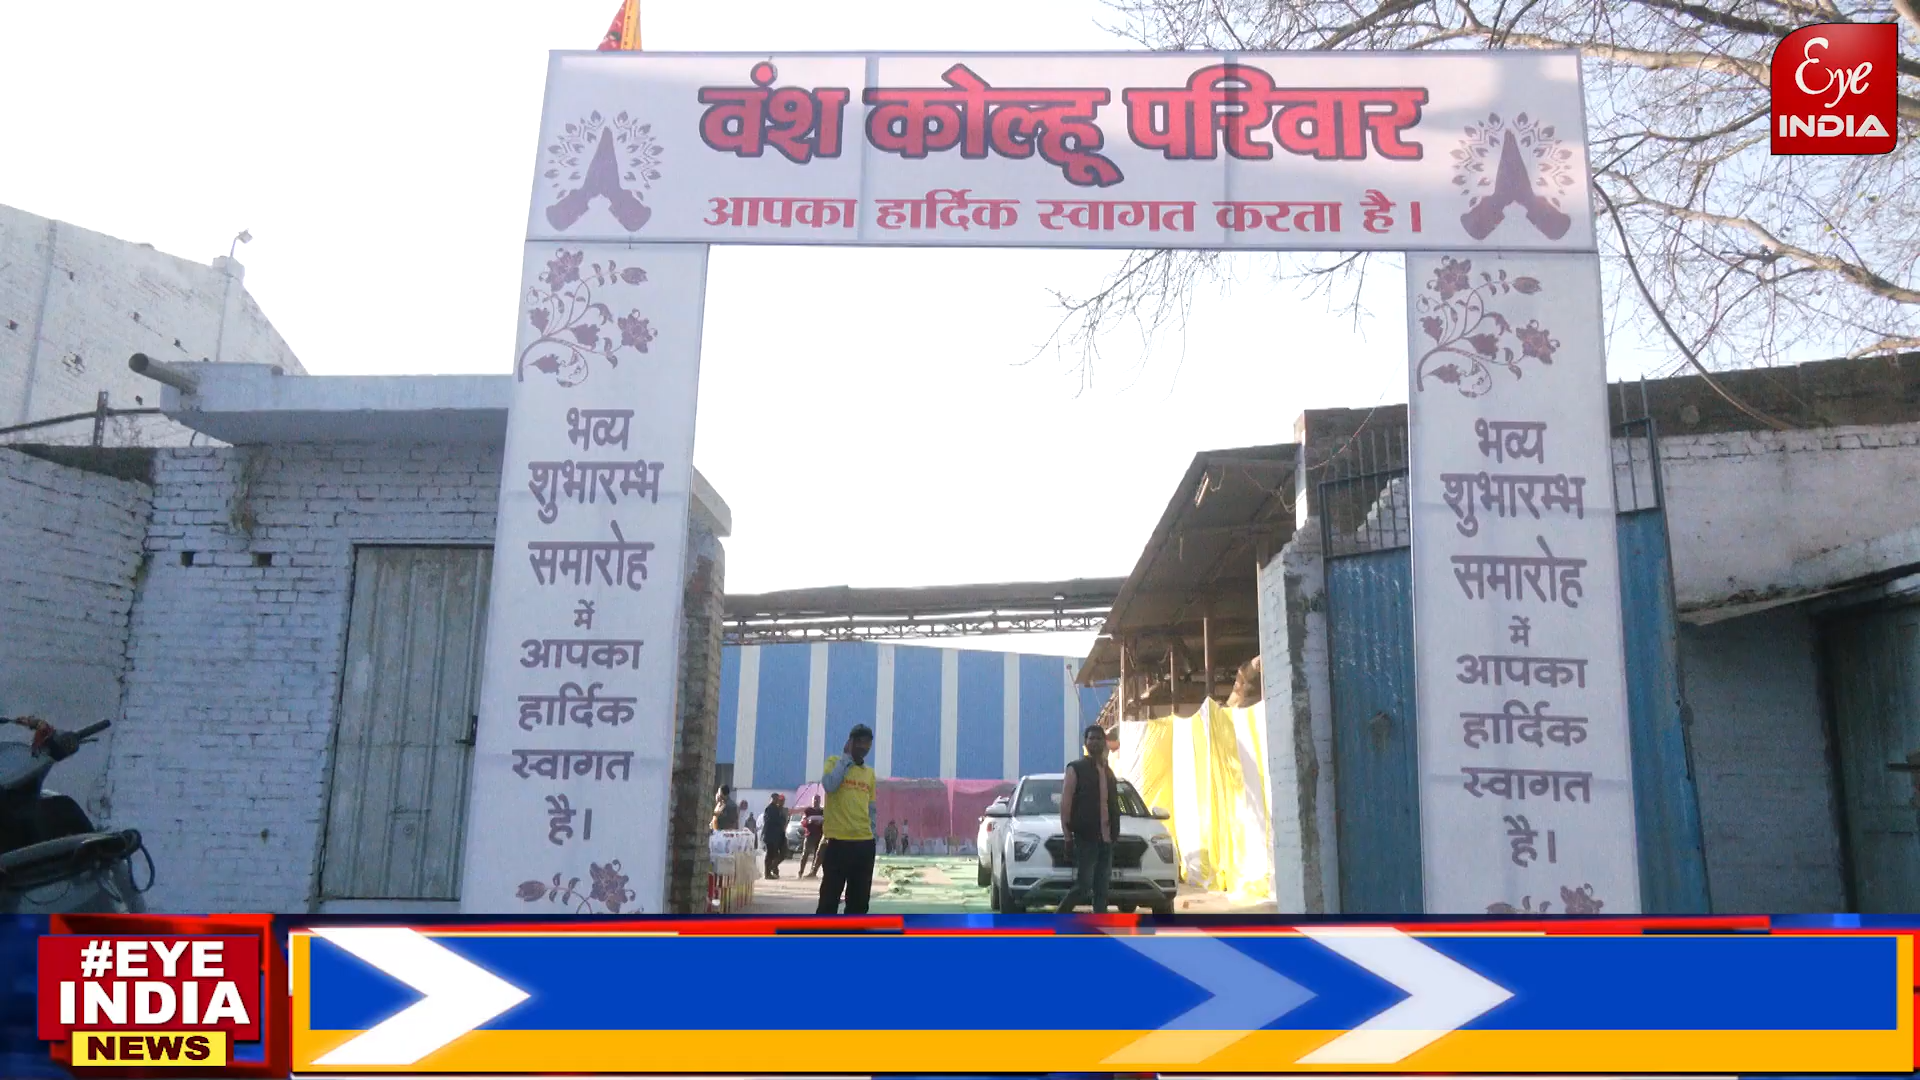 Eye
INDIA
वंश कोल्हू परिवार
आपका हार्दिक स्वागत करता है।
भव्य
शुभारम्भ
समारोह
में
आपका
हार्दिक
स्वागत
है।
भव्य
शुभारम्भ
समारोह
में
आपका
हार्दिक
स्वागत
है।
#EYE
INDIA
NEWS